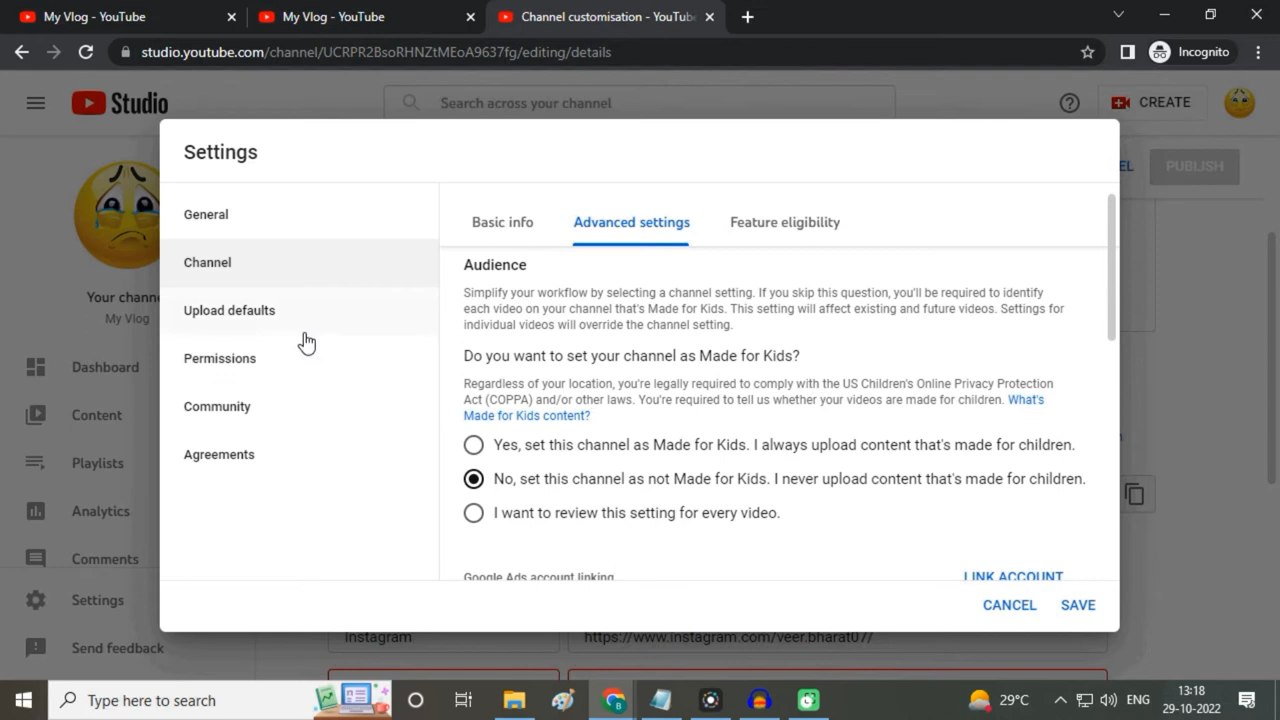 My Vlog - YouTube
My Vlog - YouTube
Channel customisation - YouTub
studio.youtube.com/channel/UCRPR2BsoRHNZtMEoA9637fg/editing/details
Incognito
Studio
Search across your channel
CREATE
EL
PUBLISH
Settings
General
Channel
Upload defaults
Permissions
Community
Agreements
Basic info
Advanced settings
Feature eligibility
Audience
Simplify your workflow by selecting a channel setting. If you skip this question, you'll be required to identify
each video on your channel that's Made for Kids. This setting will affect existing and future videos. Settings for
individual videos will override the channel setting.
Do you want to set your channel as Made for Kids?
Regardless of your location, you're legally required to comply with the US Children's Online Privacy Protection
Act (COPPA) and/or other laws. You're required to tell us whether your videos are made for children. What's
Made for Kids content?
Yes, set this channel as Made for Kids. I always upload content that's made for children.
No, set this channel as not Made for Kids. I never upload content that's made for children.
I want to review this setting for every video.
Google Ads account linking
LINK ACCOUNT
CANCEL
SAVE
Your chann
My Vlog
Dashboard
Content
Playlists
Analytics
Comments
Settings
Send feedback
Instagram
https://www.instagram.com/veer.bharat07/
Type here to search
29°C
ENG
13:18
29-10-2022